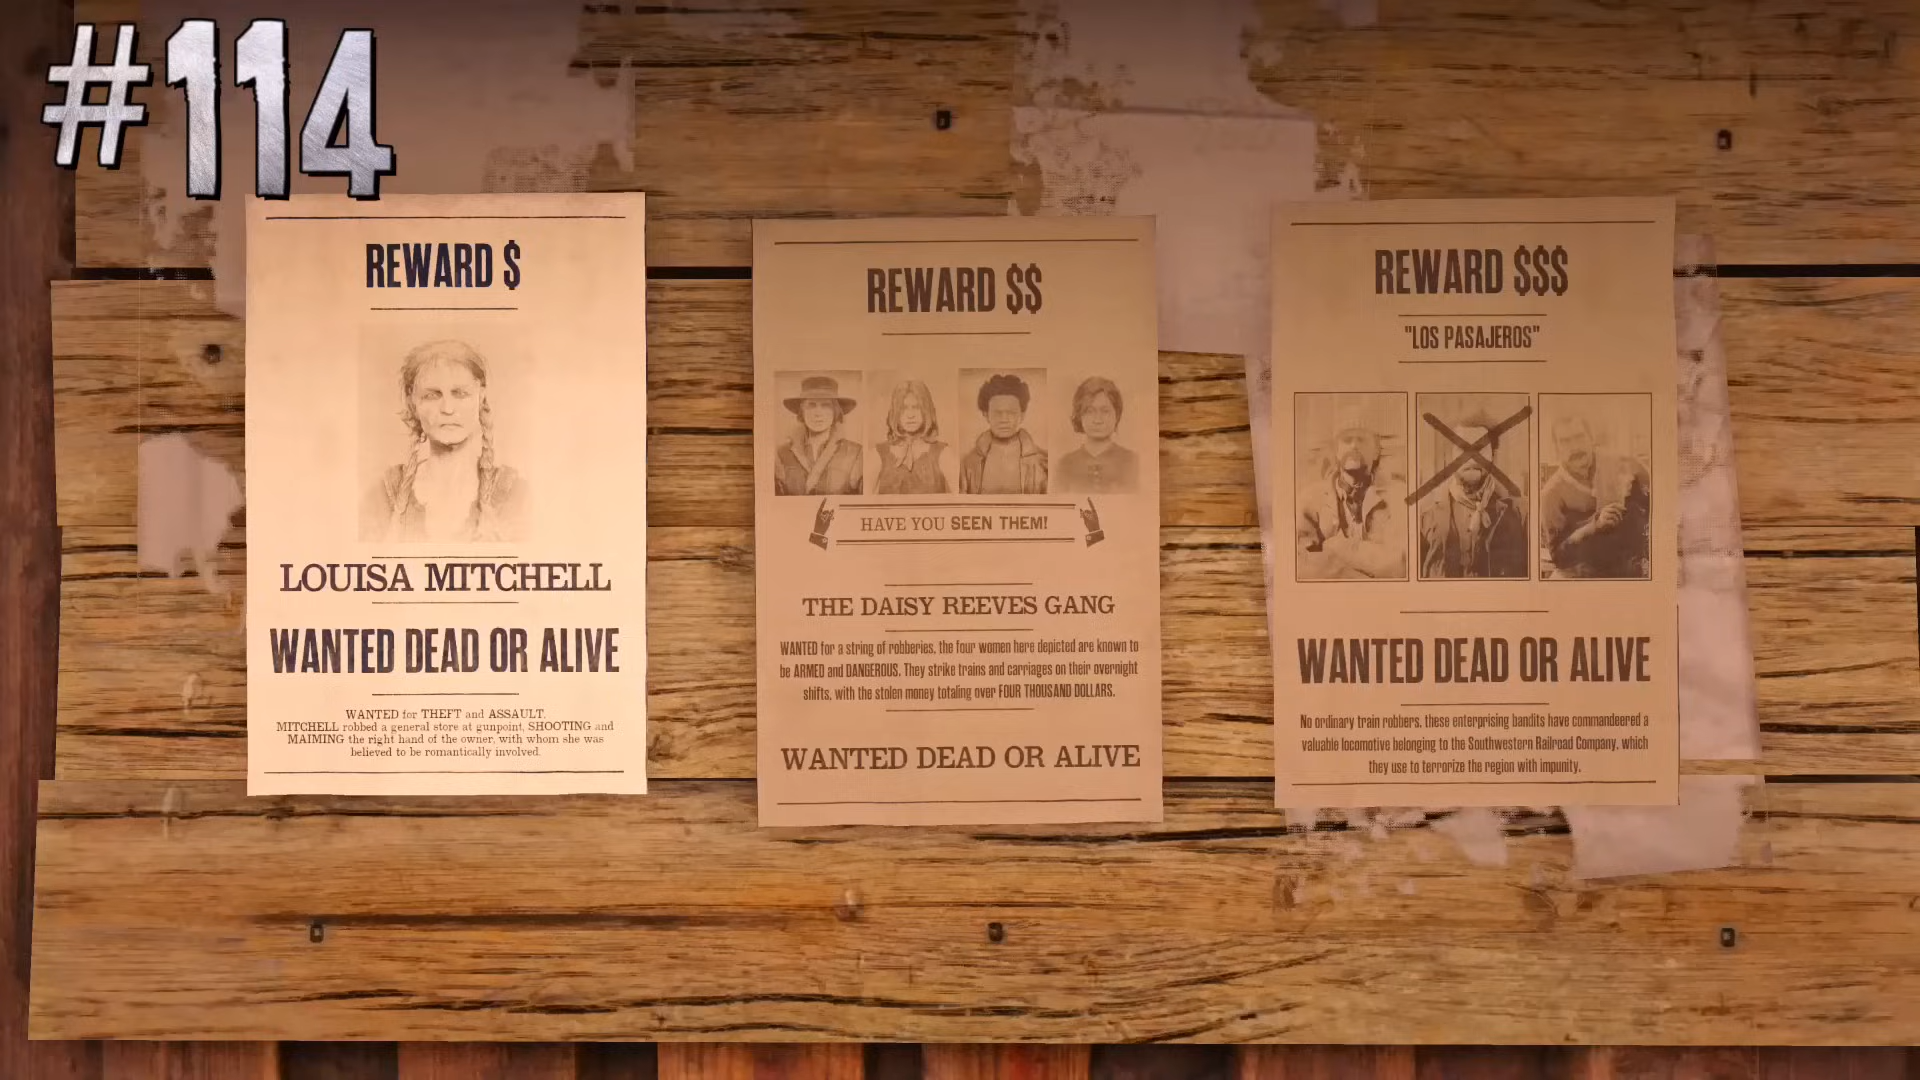 #114
REWARD $
LOUISA MITCHELL
WANTED DEAD OR ALIVE
WANTED for THEFT and ASSAULT.
MITCHELL robbed a general store at gunpoint, SHOOTING and
MAIMING the right hand of the owner, with whom she was
believed to be romantically involved.
REWARD $$
HAVE YOU SEEN THEM!
THE DAISY REEVES GANG
WANTED for a string of robberies, the four women here depicted are known to
be ARMED and DANGEROUS. They strike trains and carriages on their overnight
shifts, with the stolen money totaling over FOUR THOUSAND DOLLARS.
WANTED DEAD OR ALIVE
REWARD $$$
"LOS PASAJEROS"
WANTED DEAD OR ALIVE
No ordinary train robbers, these enterprising bandits have commandeered a
valuable locomotive belonging to the Southwestern Railroad Company, which
they use to terrorize the region with impunity.